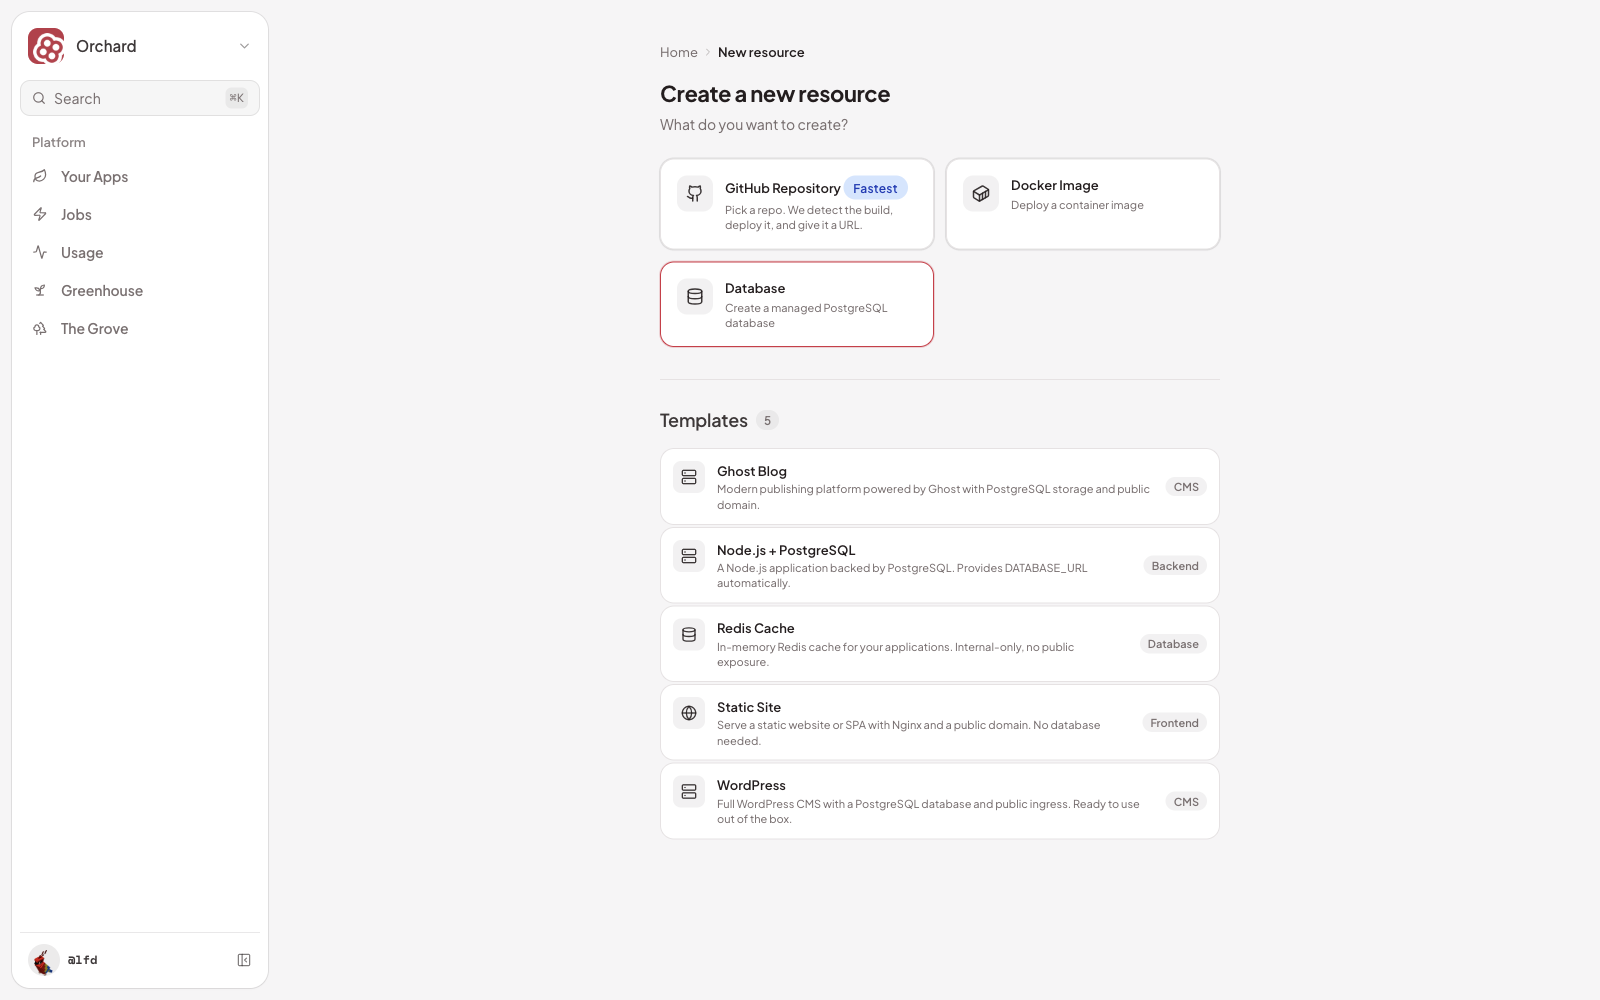 Orchard
Search ⌘K
Platform
Your Apps
Jobs
Usage
Greenhouse
The Grove
@lfd
Home › New resource
Create a new resource
What do you want to create?
GitHub Repository Fastest
Pick a repo. We detect the build,
deploy it, and give it a URL.
Docker Image
Deploy a container image
Database
Create a managed PostgreSQL
database
Templates 5
Ghost Blog
Modern publishing platform powered by Ghost with PostgreSQL storage and public
domain.
CMS
Node.js + PostgreSQL
A Node.js application backed by PostgreSQL. Provides DATABASE_URL
automatically.
Backend
Redis Cache
In-memory Redis cache for your applications. Internal-only, no public
exposure.
Database
Static Site
Serve a static website or SPA with Nginx and a public domain. No database
needed.
Frontend
WordPress
Full WordPress CMS with a PostgreSQL database and public ingress. Ready to use
out of the box.
CMS